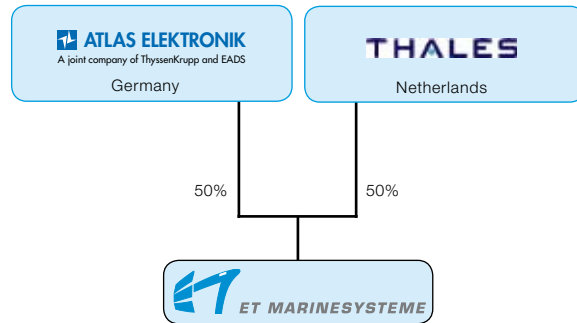 ATLAS ELEKTRONIK
A joint company of ThyssenKrupp and EADS
Germany
THALES
Netherlands
50%
50%
ET MARINESYSTEME